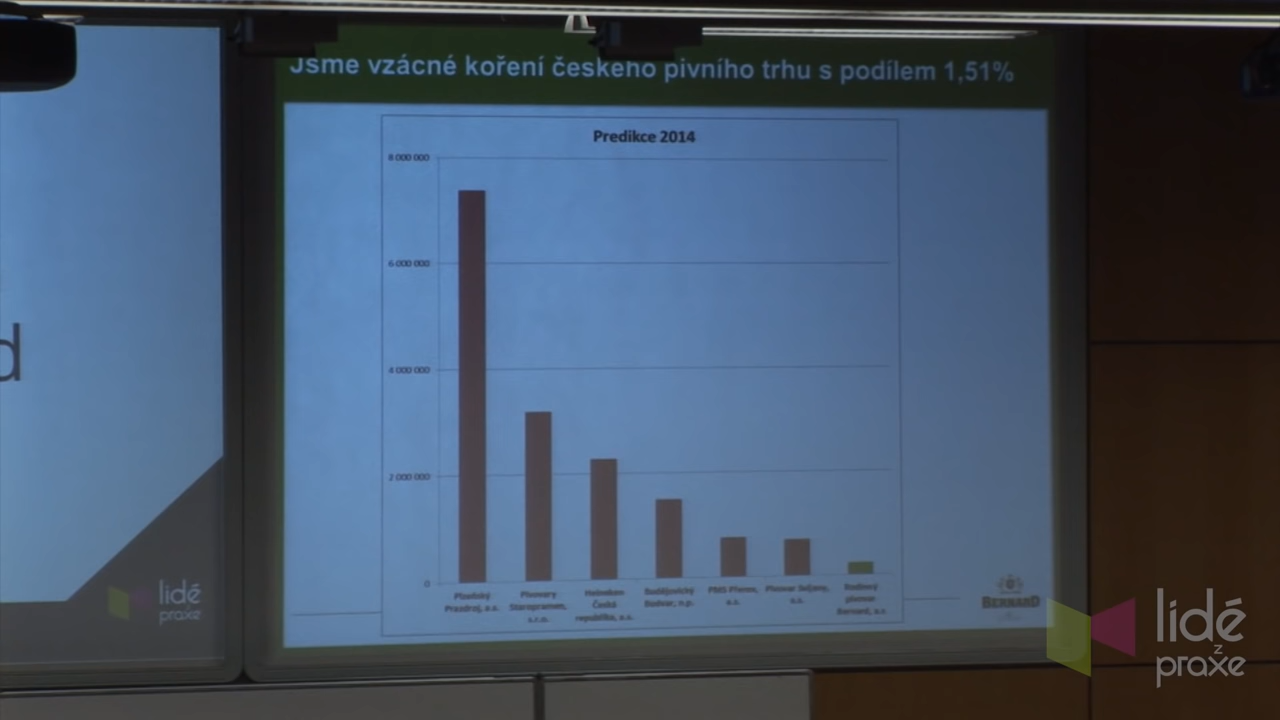 Jsme vzácné koření českeho pivního trhu s podílem 1,51%
Predikce 2014
8 000 000
6 000 000
4 000 000
2 000 000
0
Plzeňský
Prazdroj, a.s.
Pivovary
Staropramen,
s.r.o.
Heineken
Česká
republika, a.s.
Budějovický
Budvar, n.p.
PMS Přerov,
a.s.
Pivovar Svijany,
a.s.
Rodinný
pivovar
Bernard, a.s.
BERNARD
d
lidé
z
praxe
lidé
z
praxe